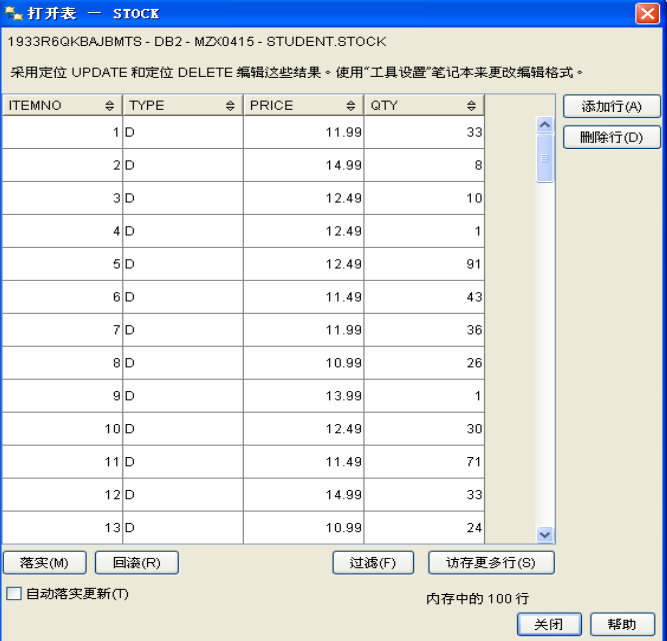 打开表 — STOCK
1933R6QKBAJBMTS - DB2 - MZX0415 - STUDENT.STOCK
采用定位 UPDATE 和定位 DELETE 编辑这些结果。使用“工具设置”笔记本来更改编辑格式。
ITEMNO TYPE PRICE QTY
添加行(A)
1 D 11.99 33
删除行(D)
2 D 14.99 8
3 D 12.49 10
4 D 12.49 1
5 D 12.49 91
6 D 11.49 43
7 D 11.99 36
8 D 10.99 26
9 D 13.99 1
10 D 12.49 30
11 D 11.49 71
12 D 14.99 33
13 D 10.99 24
落实(M) 回滚(R) 过滤(F) 访存更多行(S)
自动落实更新(T)
内存中的 100 行
关闭 帮助